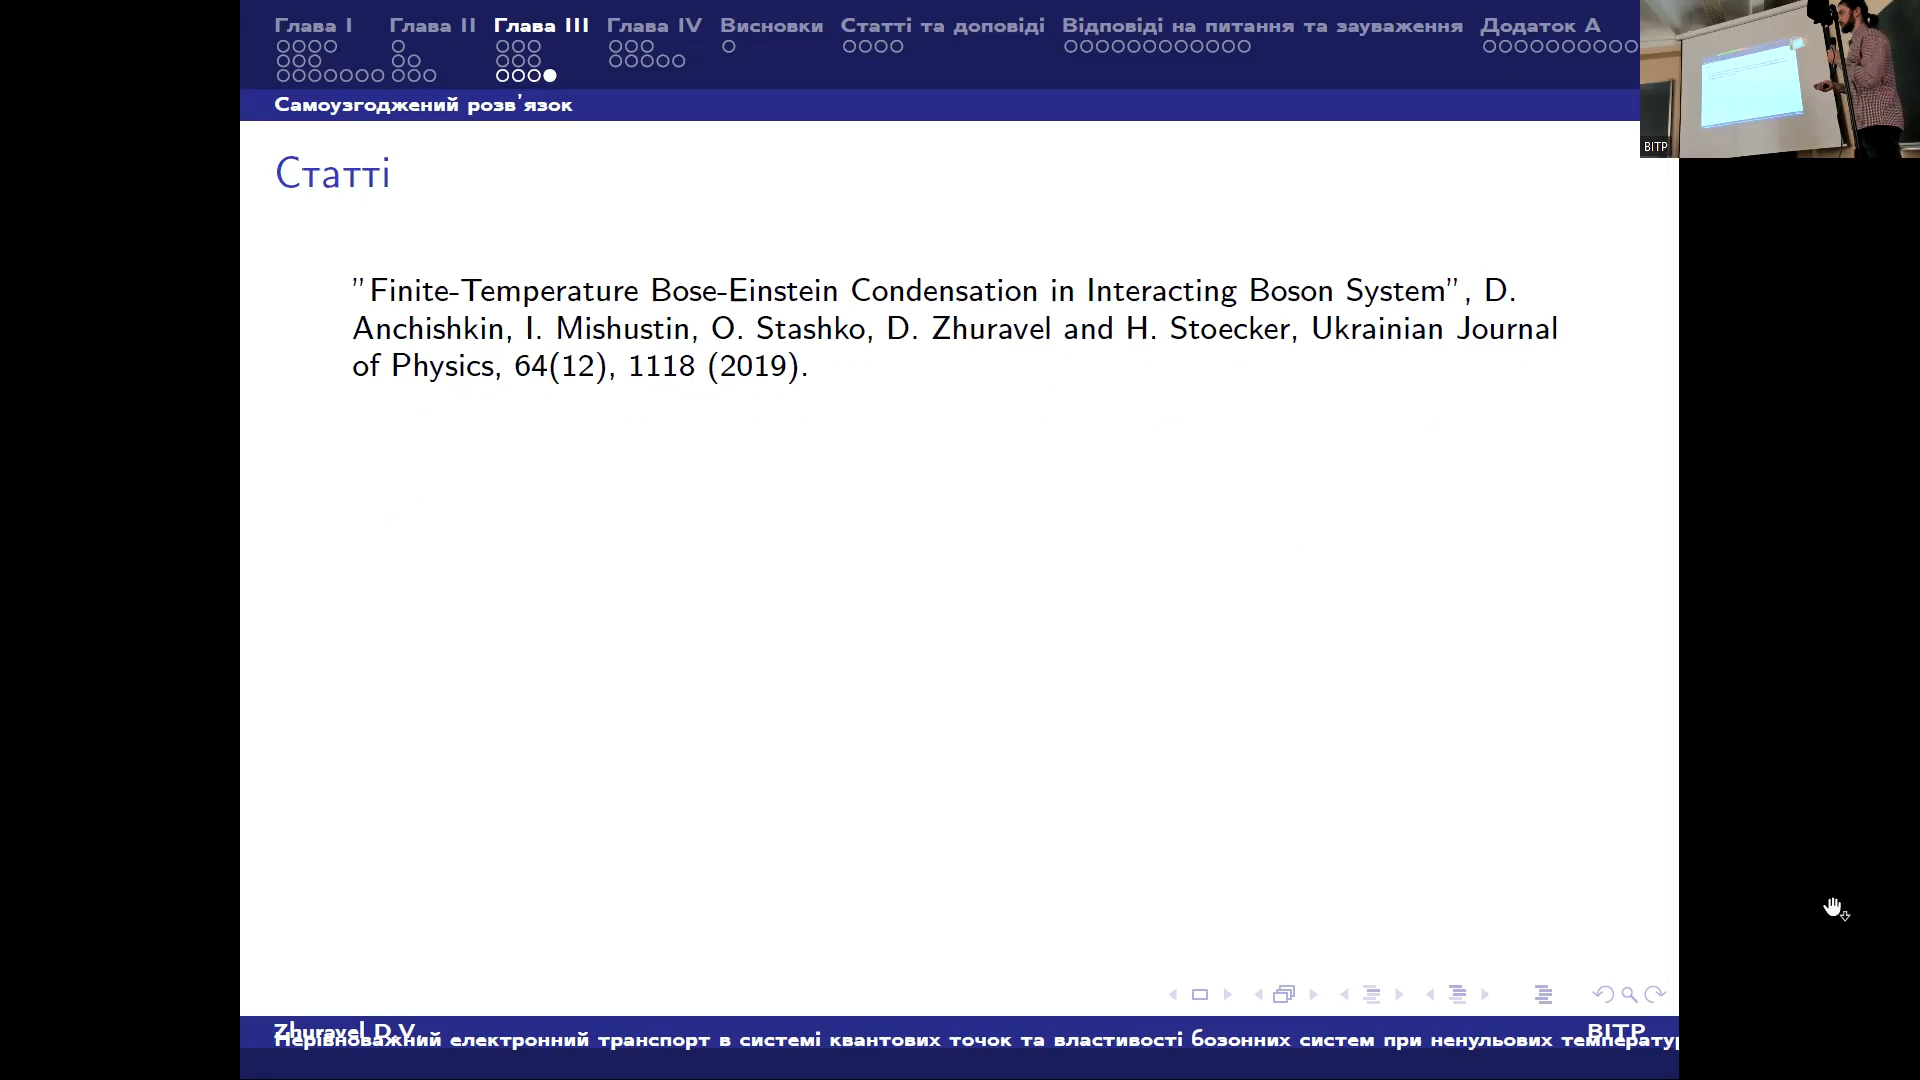 Глава I Глава II Глава III Глава IV Висновки Статті та доповіді Відповіді на питання та зауваження Додаток А
Самоузгоджений розв'язок
BITP
Статті
"Finite-Temperature Bose-Einstein Condensation in Interacting Boson System", D.
Anchishkin, I. Mishustin, O. Stashko, D. Zhuravel and H. Stoecker, Ukrainian Journal
of Physics, 64(12), 1118 (2019).
Zhuravel D.V. BITP
Нерівноважний електронний транспорт в системі квантових точок та властивості бозонних систем при ненульових температур